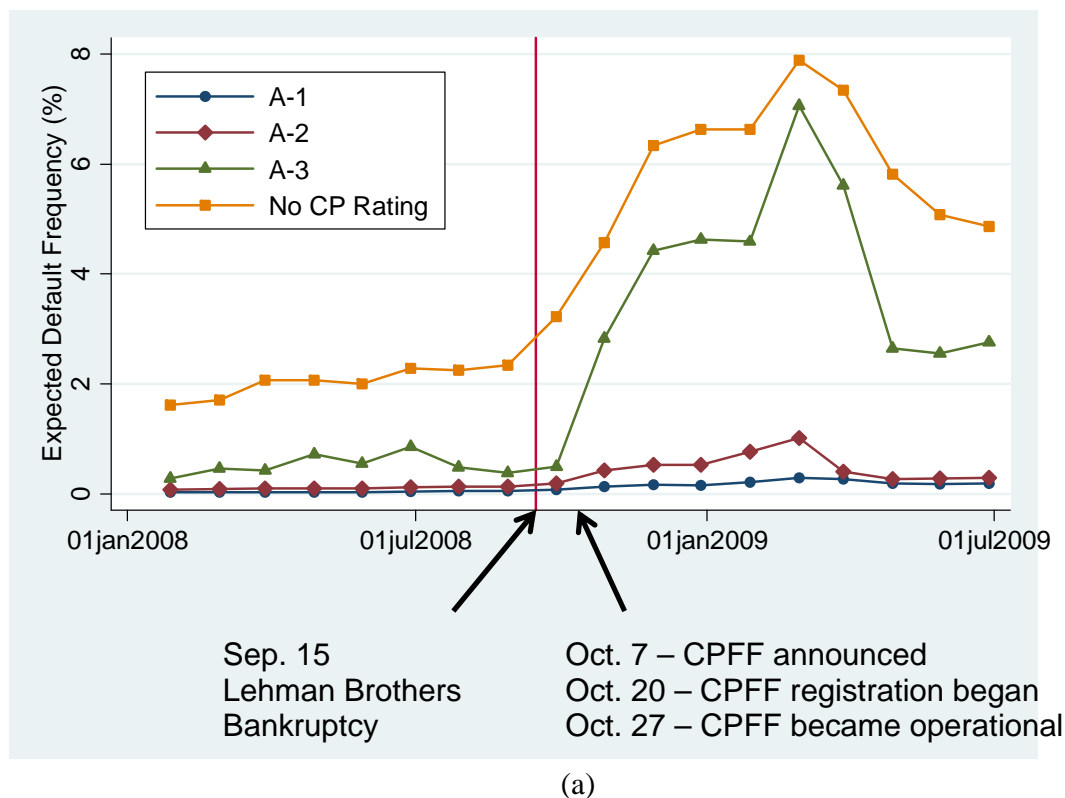 8
6
4
2
0
Expected Default Frequency (%)
A-1
A-2
A-3
No CP Rating
01jan2008
01jul2008
01jan2009
01jul2009
Sep. 15
Lehman Brothers
Bankruptcy
Oct. 7 – CPFF announced
Oct. 20 – CPFF registration began
Oct. 27 – CPFF became operational
(a)